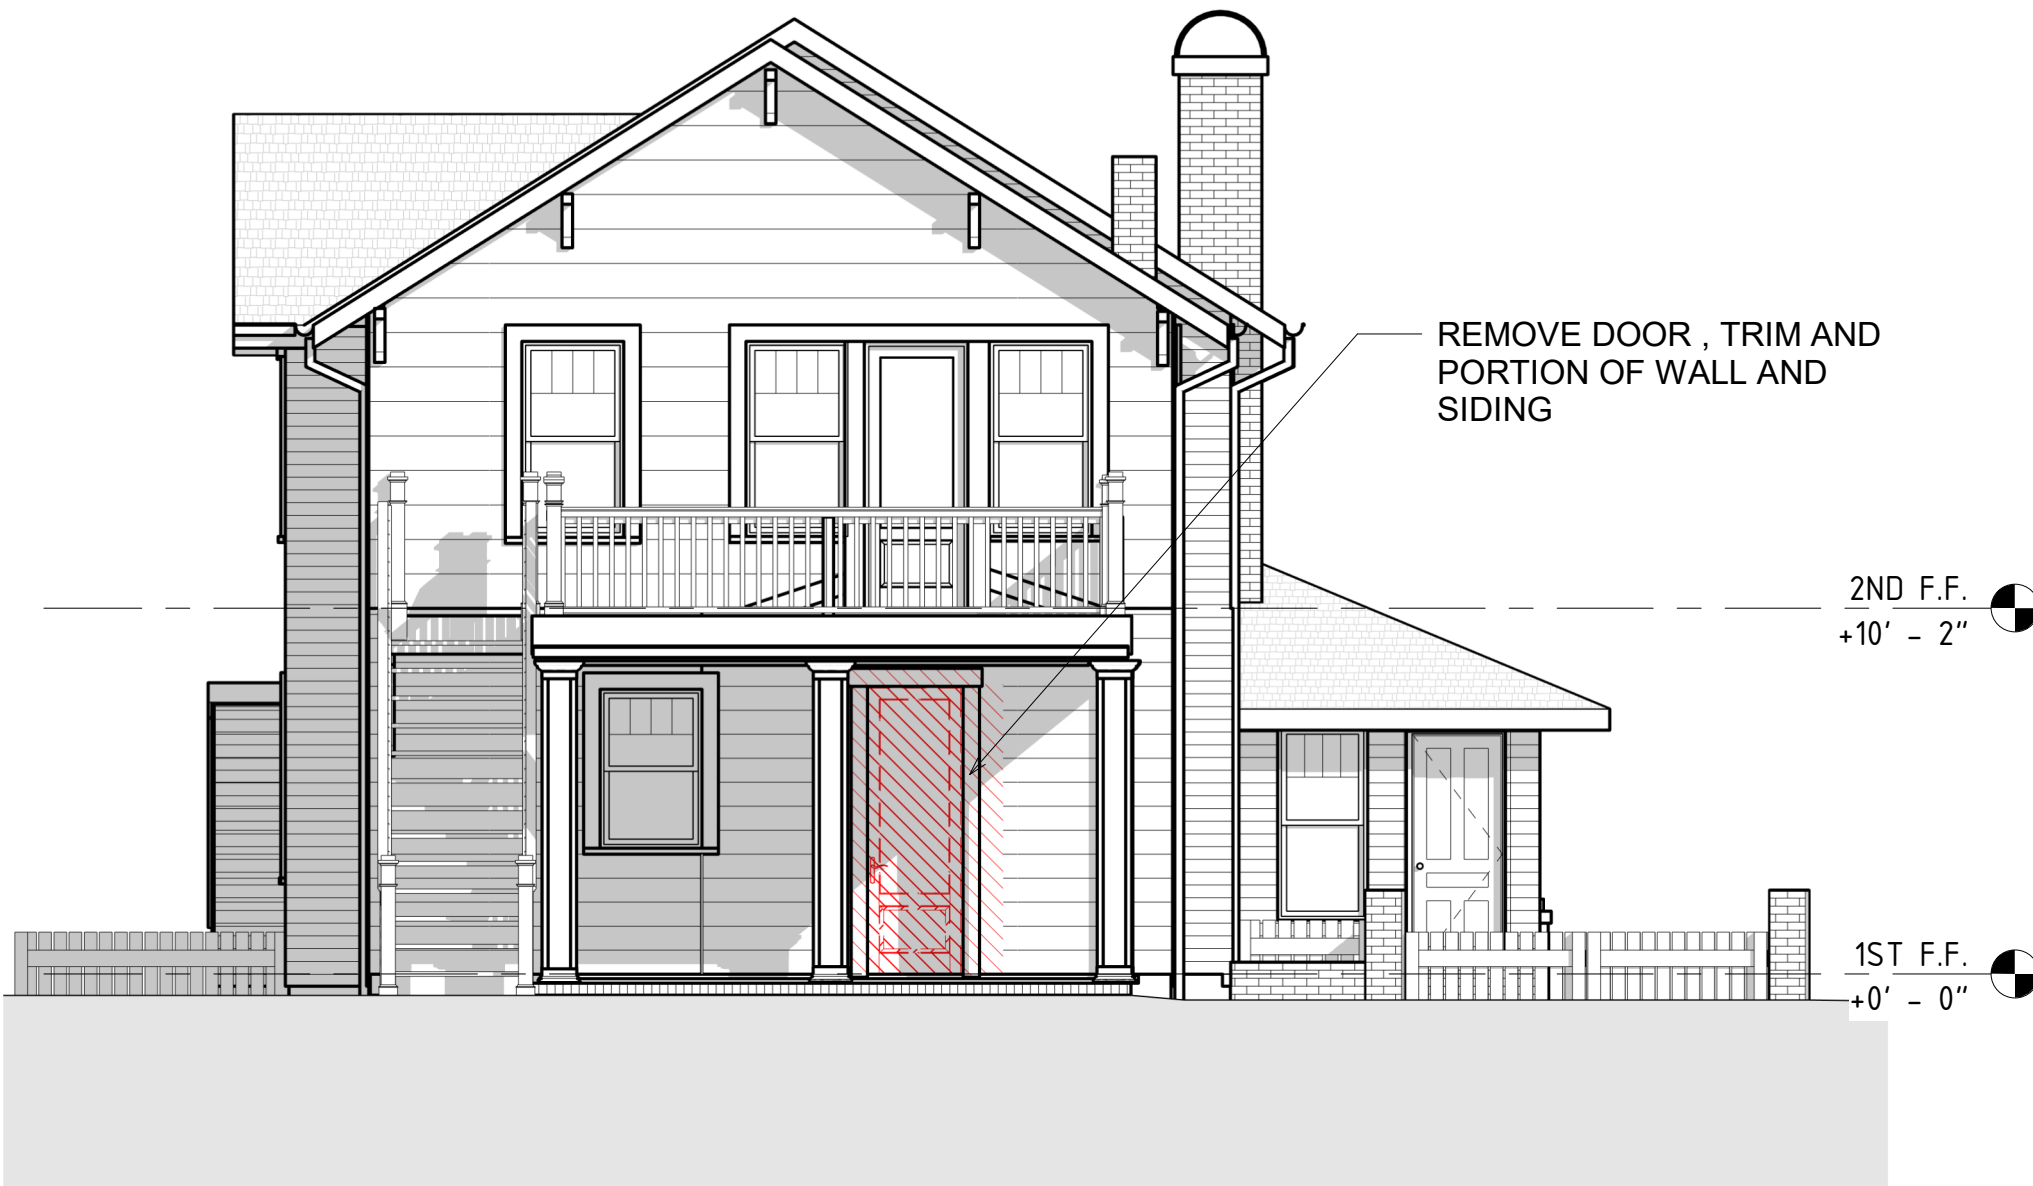 REMOVE DOOR , TRIM AND
PORTION OF WALL AND
SIDING
2ND F.F.
+10' - 2"
1ST F.F.
+0' - 0"